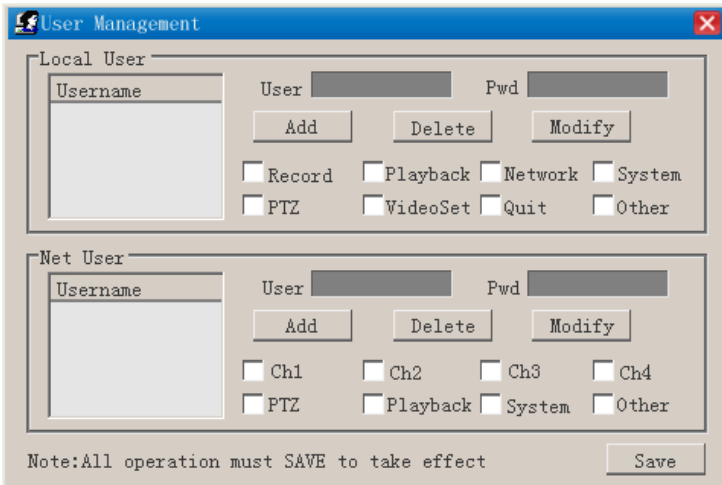 User Management
Local User
Username
User Pwd
Add Delete Modify
Record Playback Network System
PTZ VideoSet Quit Other
Net User
Username
User Pwd
Add Delete Modify
Ch1 Ch2 Ch3 Ch4
PTZ Playback System Other
Note:All operation must SAVE to take effect Save